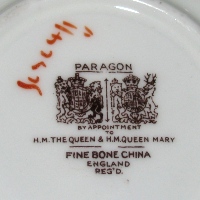 PARAGON
BY APPOINTMENT
TO
H.M. THE QUEEN & H.M. QUEEN MARY
FINE BONE CHINA
ENGLAND
REG'D.